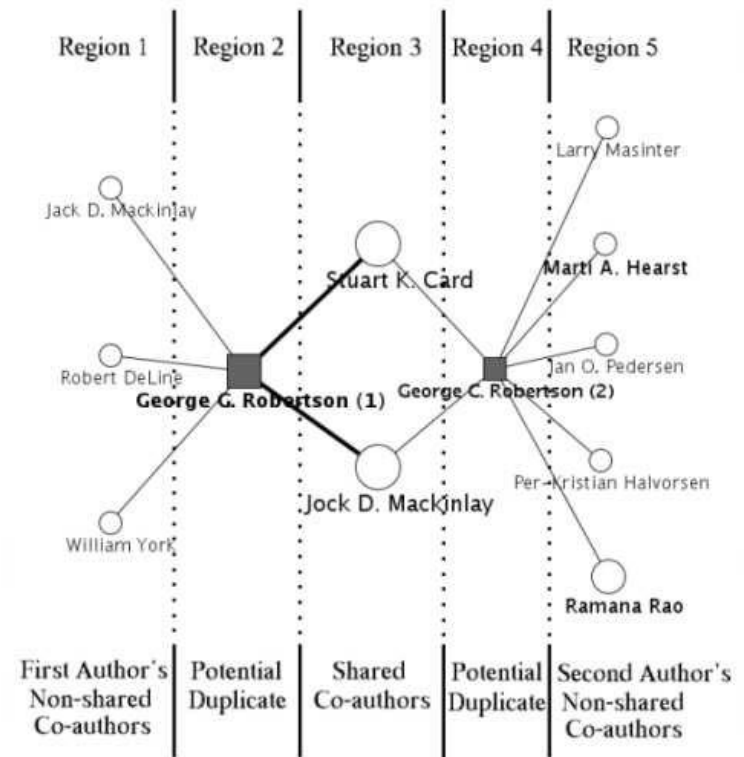 Region 1
Region 2
Region 3
Region 4
Region 5
Larry Masinter
Jack D. Mackinlay
Stuart K. Card
Marti A. Hearst
Robert DeLine
Jan O. Pedersen
George G. Robertson (1)
George C. Robertson (2)
Per-Kristian Halvorsen
Jock D. Mackinlay
William York
Ramana Rao
First Author's
Non-shared
Co-authors
Potential
Duplicate
Shared
Co-authors
Potential
Duplicate
Second Author's
Non-shared
Co-authors